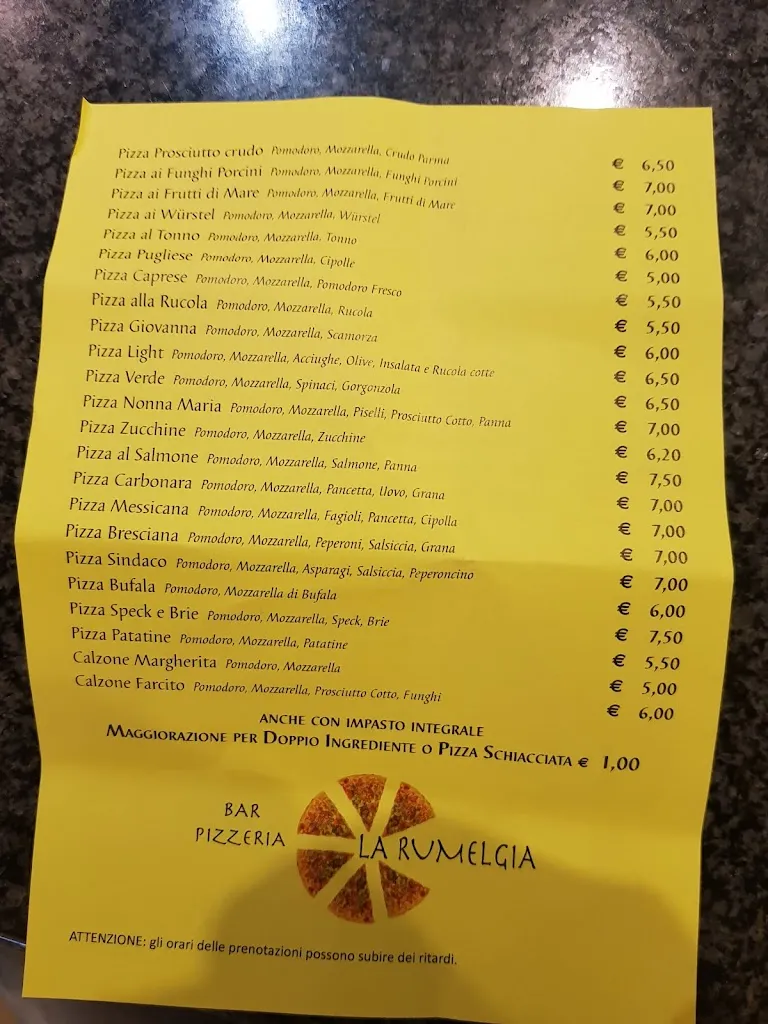 Pizza Prosciutto crudo Pomodoro, Mozzarella, Crudo Parma € 6,50
Pizza ai Funghi Porcini Pomodoro, Mozzarella, Funghi Porcini € 7,00
Pizza ai Frutti di Mare Pomodoro, Mozzarella, Frutti di Mare € 7,00
Pizza ai Würstel Pomodoro, Mozzarella, Würstel € 5,50
Pizza al Tonno Pomodoro, Mozzarella, Tonno € 6,00
Pizza Pugliese Pomodoro, Mozzarella, Cipolle € 5,00
Pizza Caprese Pomodoro, Mozzarella, Pomodoro Fresco € 5,50
Pizza alla Rucola Pomodoro, Mozzarella, Rucola € 5,50
Pizza Giovanna Pomodoro, Mozzarella, Scamorza € 6,00
Pizza Light Pomodoro, Mozzarella, Acciughe, Olive, Insalata e Rucola cotte € 6,50
Pizza Verde Pomodoro, Mozzarella, Spinaci, Gorgonzola € 6,50
Pizza Nonna Maria Pomodoro, Mozzarella, Piselli, Prosciutto Cotto, Panna € 7,00
Pizza Zucchine Pomodoro, Mozzarella, Zucchine € 6,20
Pizza al Salmone Pomodoro, Mozzarella, Salmone, Panna € 7,50
Pizza Carbonara Pomodoro, Mozzarella, Pancetta, Uovo, Grana € 7,00
Pizza Messicana Pomodoro, Mozzarella, Fagioli, Pancetta, Cipolla € 7,00
Pizza Bresciana Pomodoro, Mozzarella, Peperoni, Salsiccia, Grana € 7,00
Pizza Sindaco Pomodoro, Mozzarella, Asparagi, Salsiccia, Peperoncino € 7,00
Pizza Bufala Pomodoro, Mozzarella di Bufala € 6,00
Pizza Speck e Brie Pomodoro, Mozzarella, Speck, Brie € 7,50
Pizza Patatine Pomodoro, Mozzarella, Patatine € 5,50
Calzone Margherita Pomodoro, Mozzarella € 5,00
Calzone Farcito Pomodoro, Mozzarella, Prosciutto Cotto, Funghi € 6,00
ANCHE CON IMPASTO INTEGRALE
MAGGIORAZIONE PER DOPPIO INGREDIENTE O PIZZA SCHIACCIATA € 1,00
BAR
PIZZERIA
LA RUMELGIA
ATTENZIONE: gli orari delle prenotazioni possono subire dei ritardi.